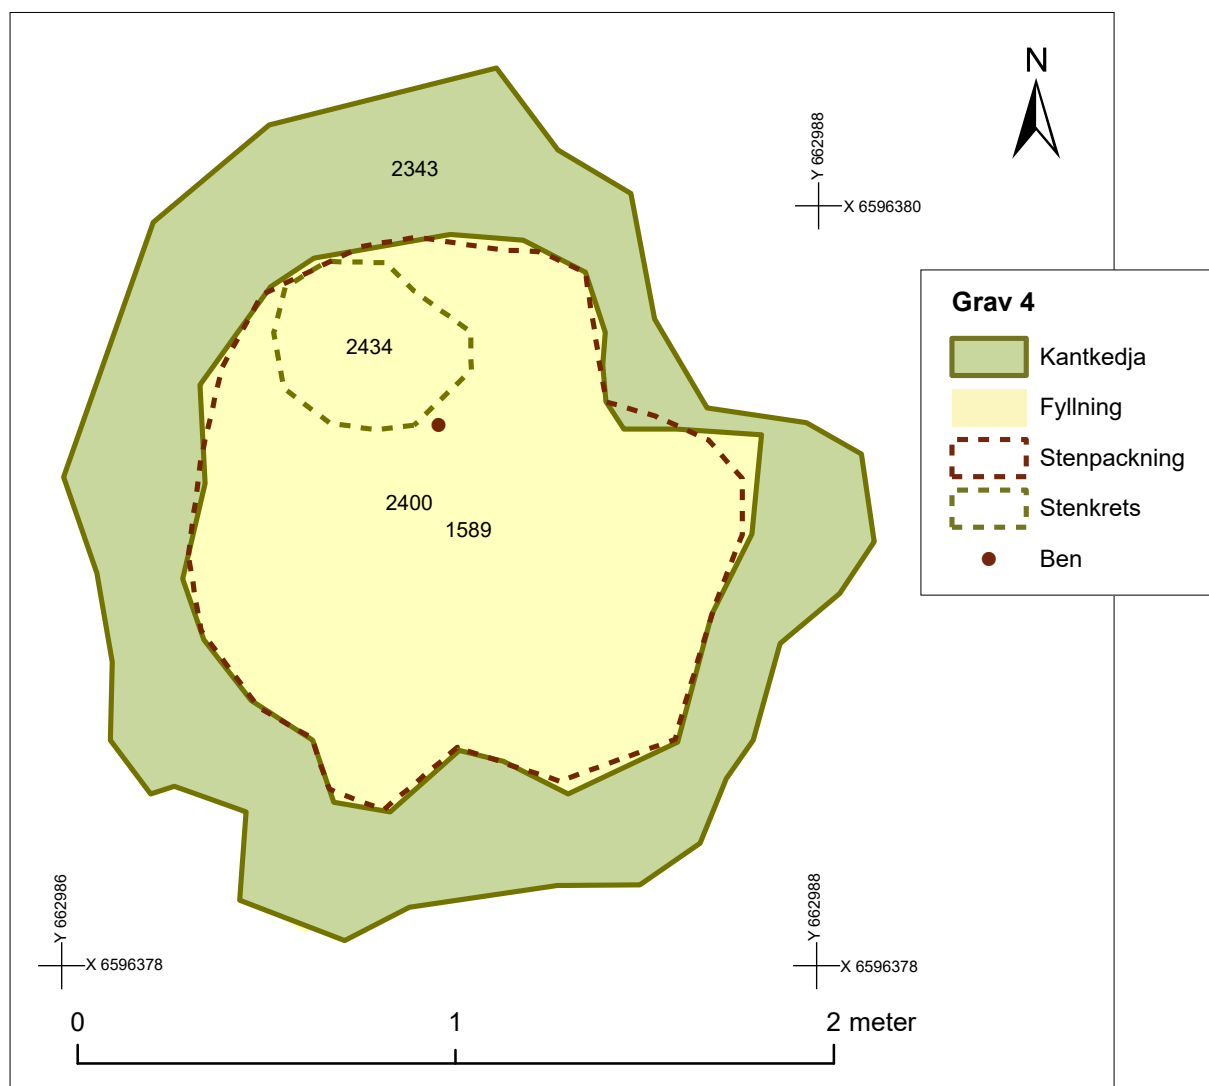 N
2343
Y 662988
X 6596380
Grav 4
Kantkedja
Fyllning
Stenpackning
Stenkrets
Ben
2434
2400
1589
Y 662986
X 6596378
Y 662988
X 6596378
0 1 2 meter